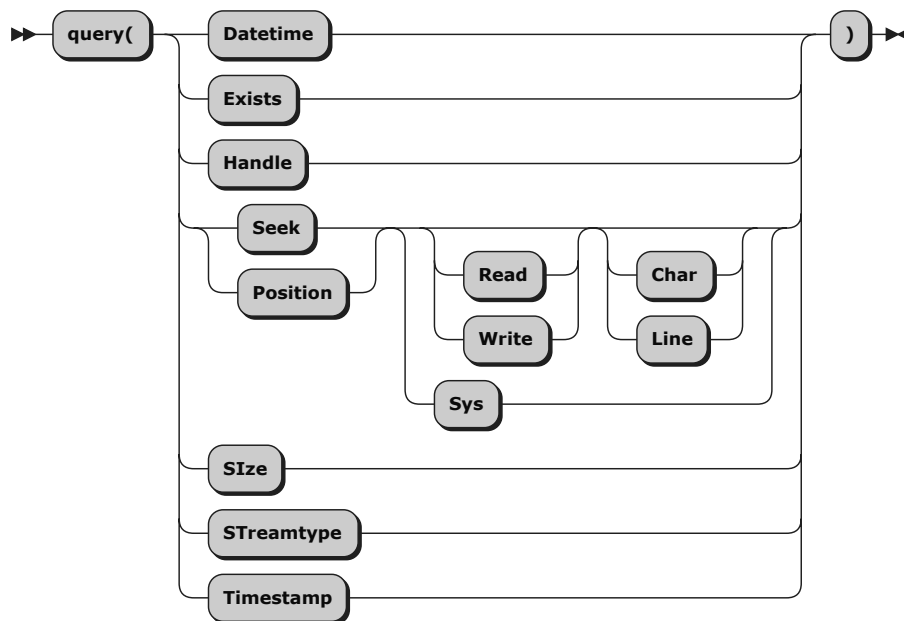 query( Datetime )
Exists
Handle
Seek
Position
Read Char
Write Line
Sys
SIze
STreamtype
Timestamp